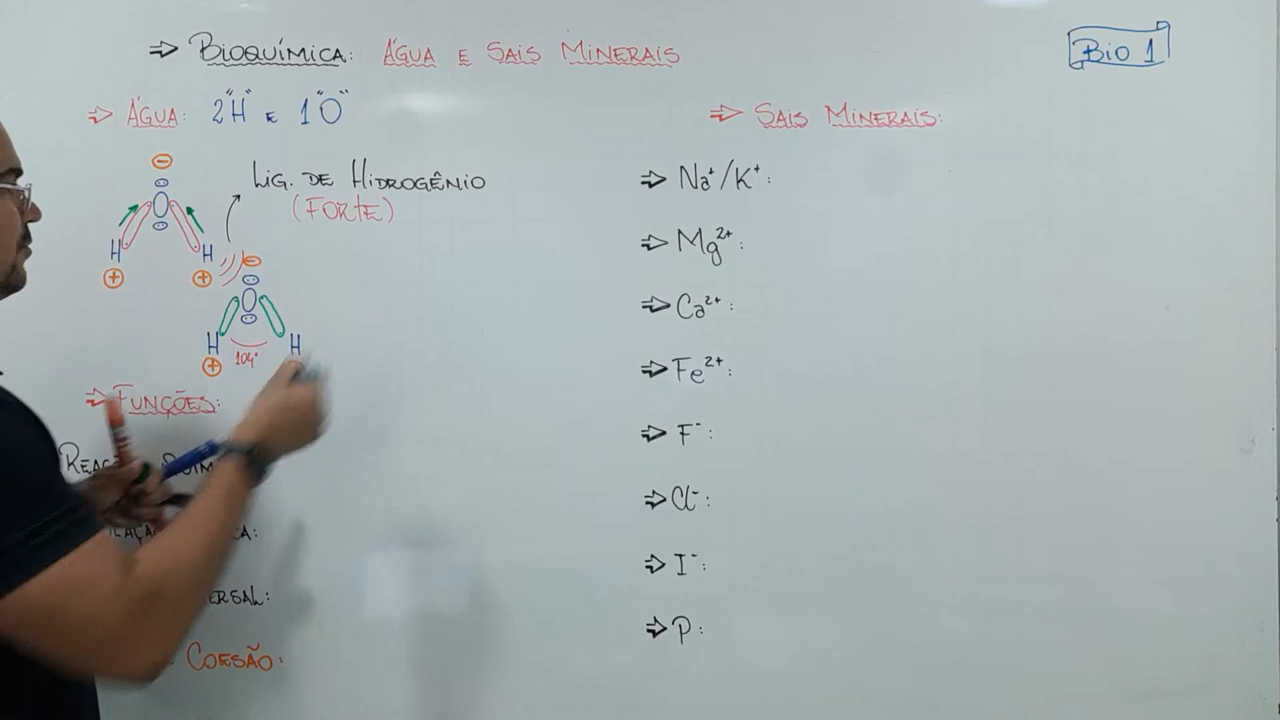 ⇒ BIOQUÍMICA: ÁGUA E SAIS MINERAIS
Bio 1
⇒ ÁGUA: 2"H" E 1"O"
LIG. DE HIDROGÊNIO
(FORTE)
⊖
O
H H
⊕ ⊕
⊖
O
H H
104°
⊕
⇒ FUNÇÕES:
COESÃO:
⇒ SAIS MINERAIS:
⇒ Na⁺/K⁺:
⇒ Mg²⁺:
⇒ Ca²⁺:
⇒ Fe²⁺:
⇒ F⁻:
⇒ Cl⁻:
⇒ I⁻:
⇒ P: